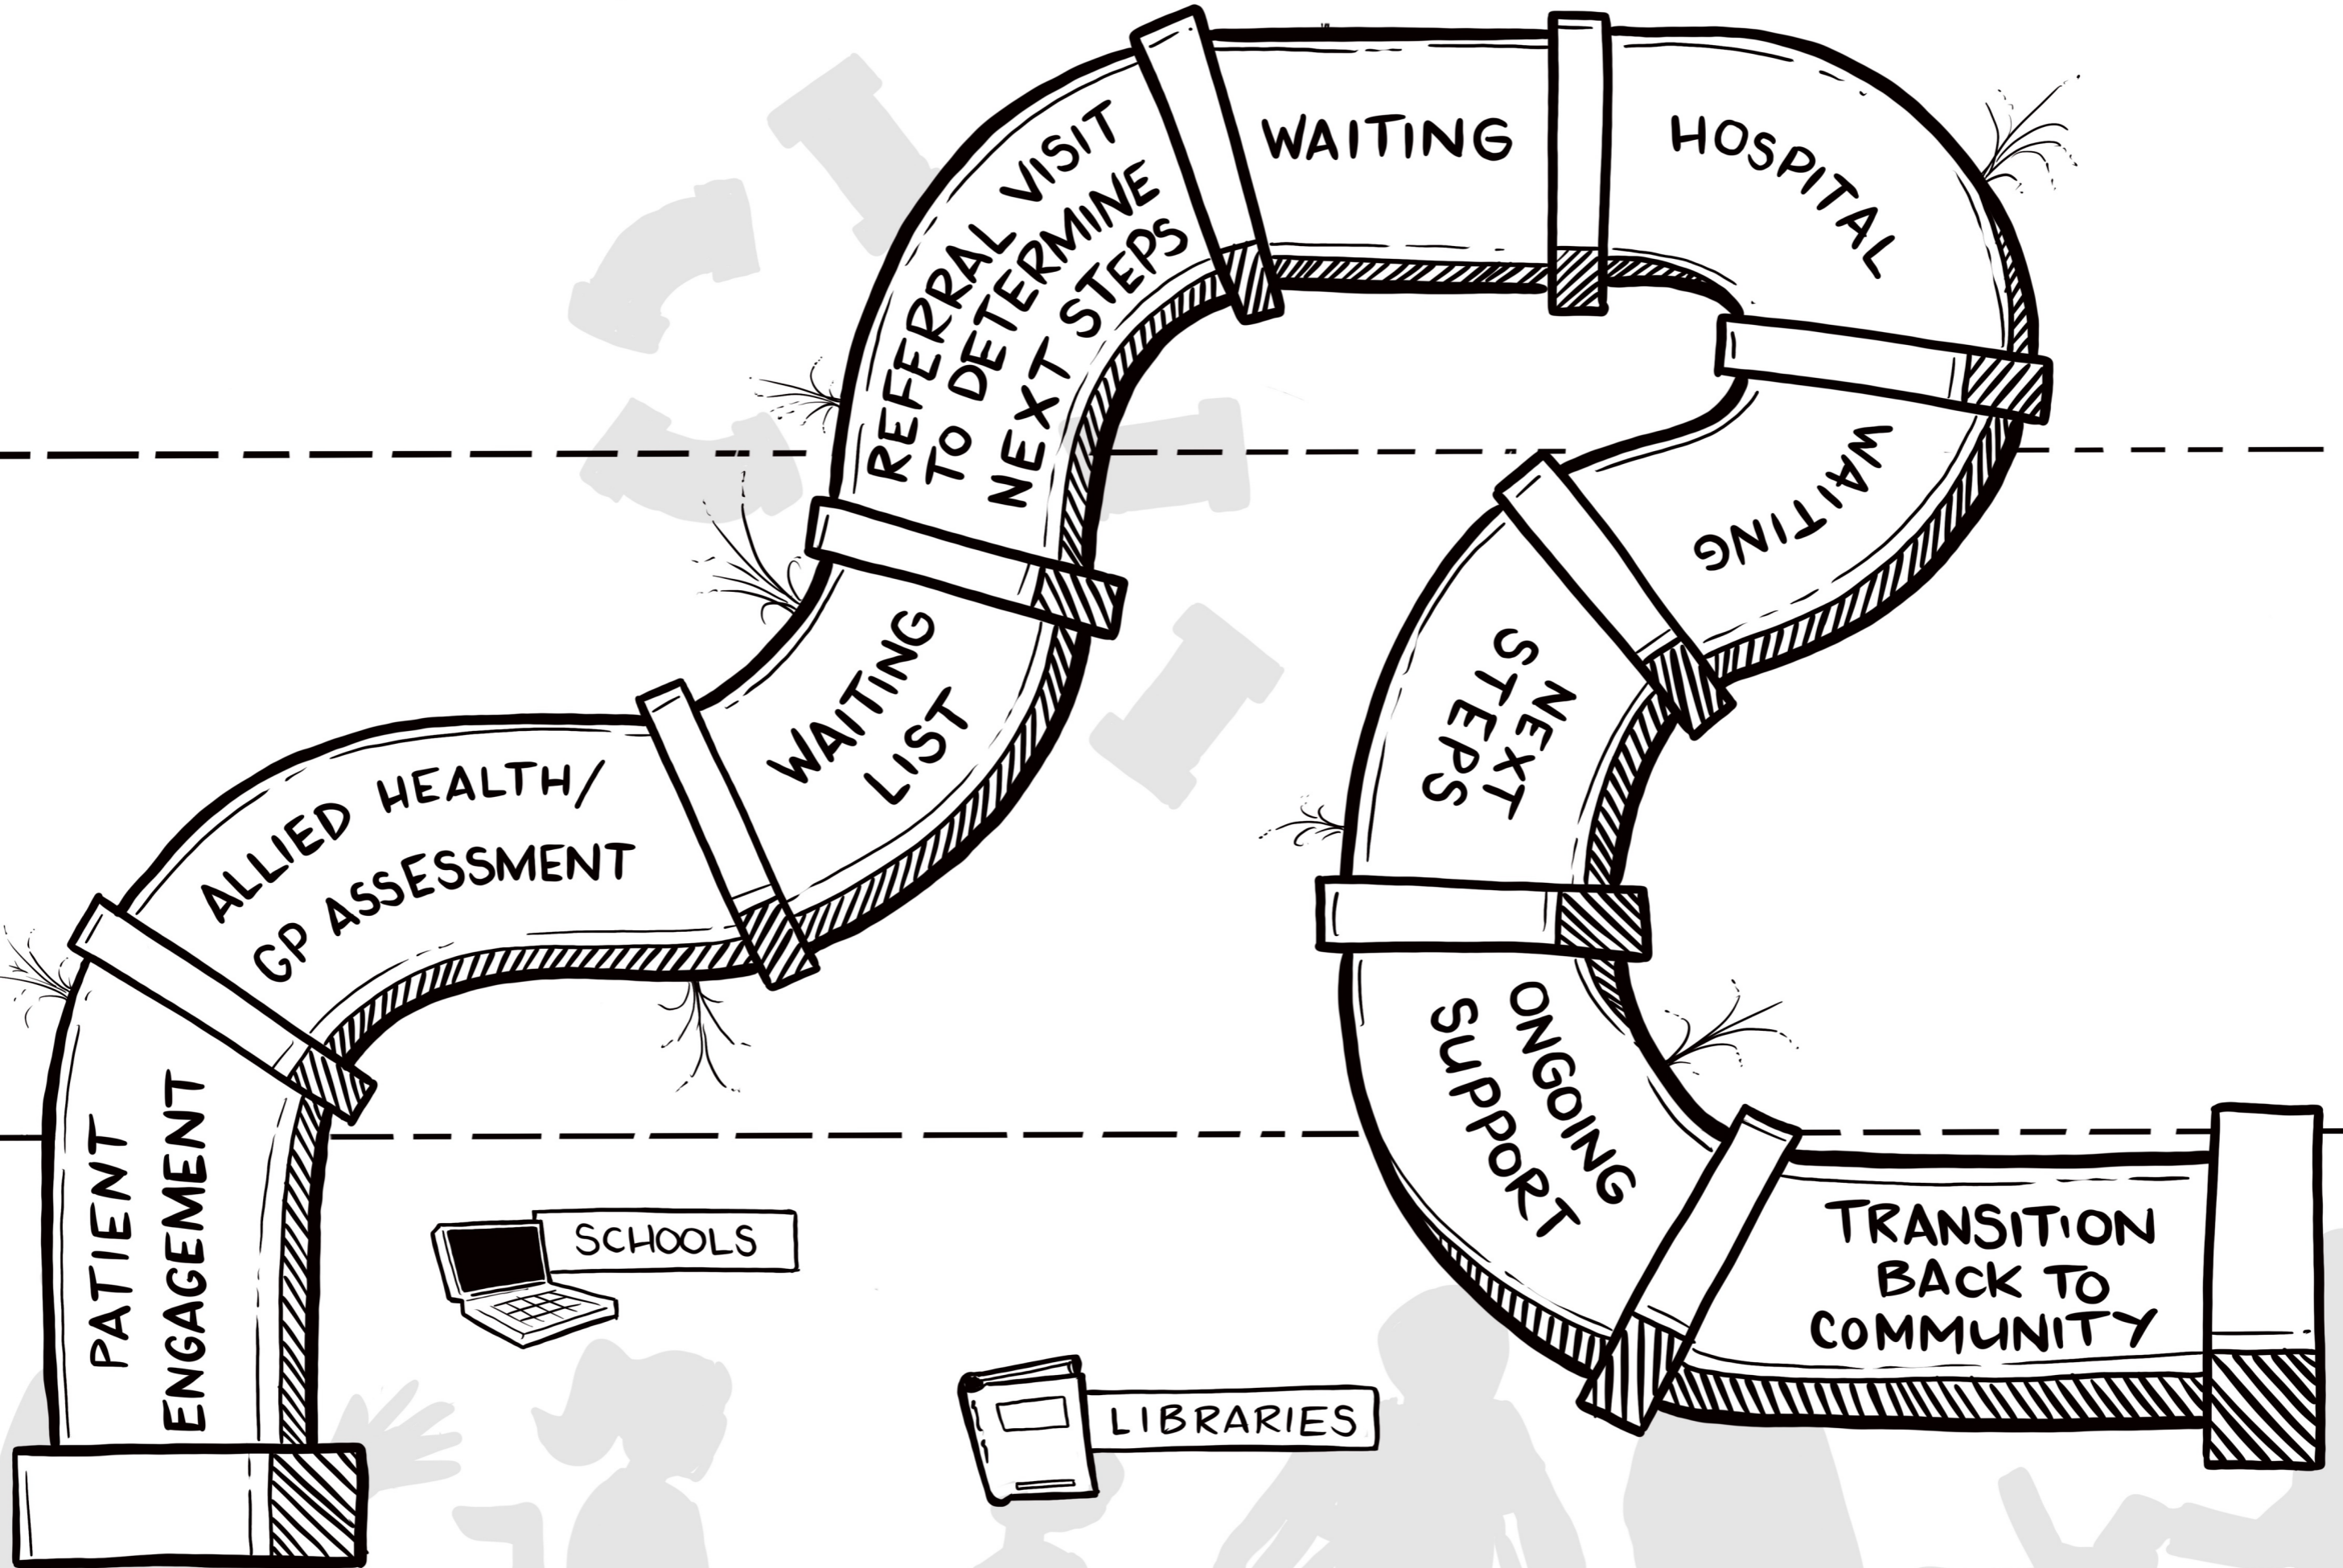 PATIENT
ENGAGEMENT
ALLIED HEALTH/
GP ASSESSMENT
WAITING
LIST
REFERRAL VISIT
TO DETERMINE
NEXT STEPS
WAITING
HOSPITAL
WAITING
NEXT
STEPS
ONGOING
SUPPORT
TRANSITION
BACK TO
COMMUNITY
SCHOOLS
LIBRARIES